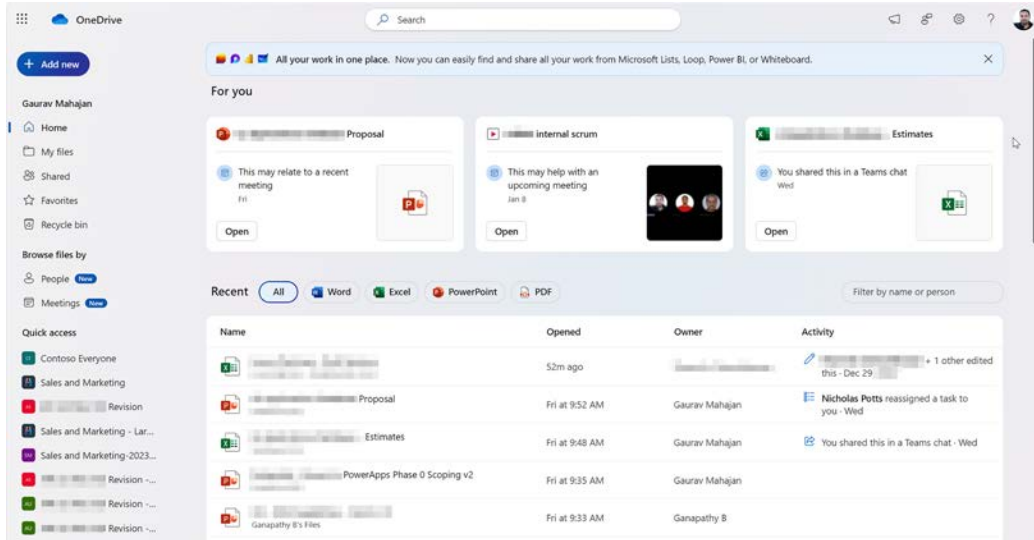 OneDrive
Search
Add new
All your work in one place. Now you can easily find and share all your work from Microsoft Lists, Loop, Power BI, or Whiteboard.
Gaurav Mahajan
Home
My files
Shared
Favorites
Recycle bin
Browse files by
People New
Meetings New
Quick access
Contoso Everyone
Sales and Marketing
Revision
Sales and Marketing - Lar...
Sales and Marketing-2023...
Revision -...
Revision -...
Revision -...
For you
Proposal
This may relate to a recent
meeting
Fri
Open
internal scrum
This may help with an
upcoming meeting
Jan 8
Open
Estimates
You shared this in a Teams chat
Wed
Open
Recent All Word Excel PowerPoint PDF Filter by name or person
Name Opened Owner Activity
52m ago + 1 other edited
this - Dec 29
Proposal Fri at 9:52 AM Gaurav Mahajan Nicholas Potts reassigned a task to
you - Wed
Estimates Fri at 9:48 AM Gaurav Mahajan You shared this in a Teams chat - Wed
PowerApps Phase 0 Scoping v2 Fri at 9:35 AM Gaurav Mahajan
Fri at 9:33 AM Ganapathy B
Ganapathy B's Files